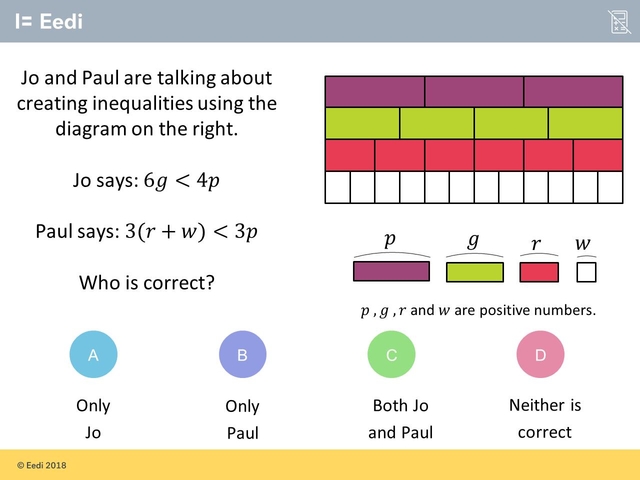 Eedi
Jo and Paul are talking about
creating inequalities using the
diagram on the right.
Jo says: 6g < 4p
Paul says: 3(r + w) < 3p
Who is correct?
p g r w
p , g , r and w are positive numbers.
A B C D
Only Only Both Jo Neither is
Jo Paul and Paul correct
© Eedi 2018